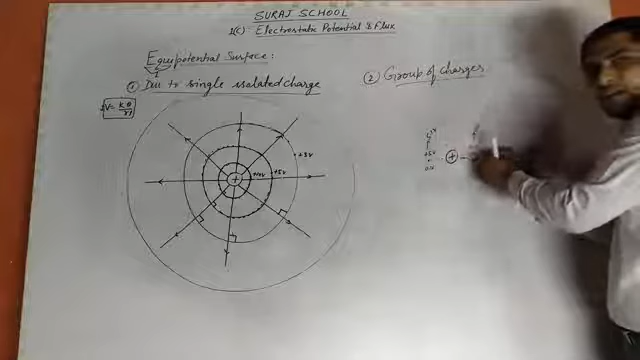 SURAJ SCHOOL
1(c) Electrostatic Potential & Flux
Equipotential Surface:
① Due to single isolated charge
② Group of charges
V= KQ/r
+10V
+5V
+3V
+5V
+
+